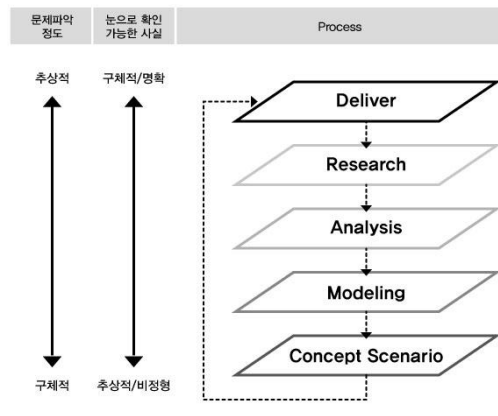 문제파악
정도
눈으로 확인
가능한 사실
Process
추상적
구체적/명확
Deliver
Research
Analysis
Modeling
Concept Scenario
구체적
추상적/비정형